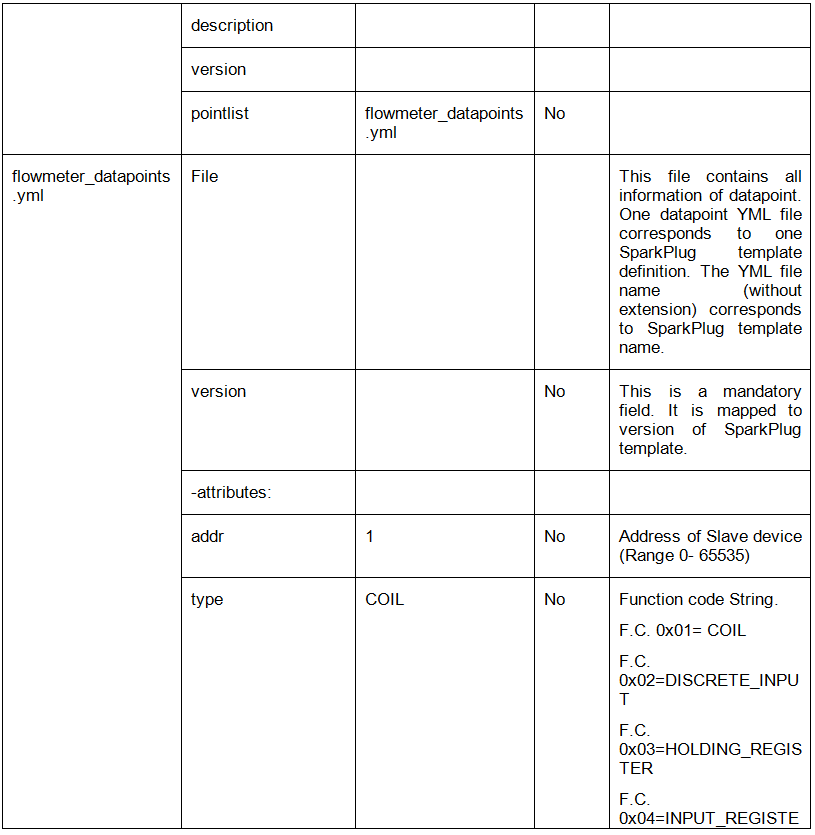 description
version
pointlist
flowmeter_datapoints
.yml
No
flowmeter_datapoints
.yml
File
This file contains all
information of datapoint.
One datapoint YML file
corresponds to one
SparkPlug template
definition. The YML file
name (without
extension) corresponds
to SparkPlug template
name.
version
No
This is a mandatory
field. It is mapped to
version of SparkPlug
template.
-attributes:
addr
1
No
Address of Slave device
(Range 0- 65535)
type
COIL
No
Function code String.
F.C. 0x01= COIL
F.C.
0x02=DISCRETE_INPU
T
F.C.
0x03=HOLDING_REGIS
TER
F.C.
0x04=INPUT_REGISTE